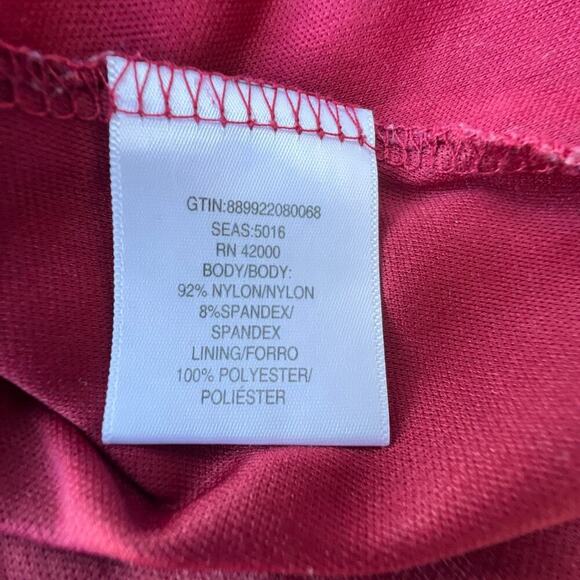 GTIN:889922080068
SEAS:5016
RN 42000
BODY/BODY:
92% NYLON/NYLON
8%SPANDEX/
SPANDEX
LINING/FORRO
100% POLYESTER/
POLIÉSTER